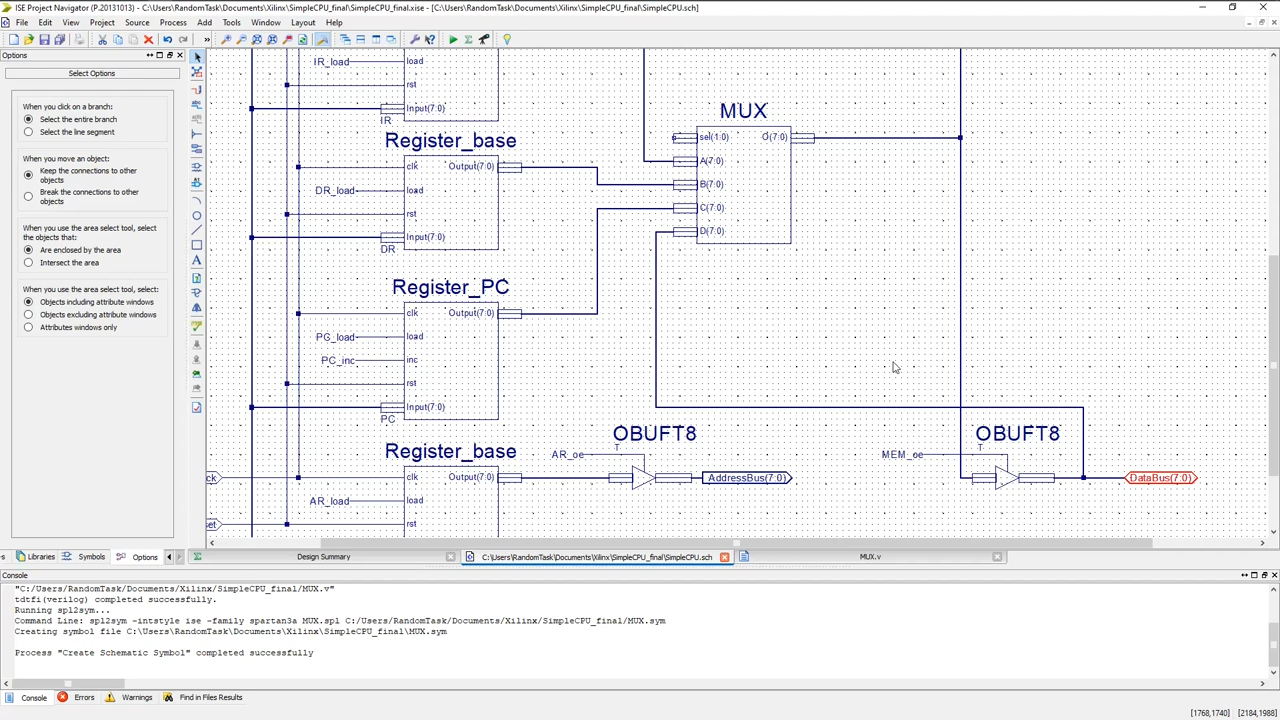 ISE Project Navigator (P.20131013) - C:\Users\RandomTask\Documents\Xilinx\SimpleCPU_final\SimpleCPU_final.xise - [C:\Users\RandomTask\Documents\Xilinx\SimpleCPU_final\SimpleCPU.sch]
File Edit View Project Source Process Add Tools Window Layout Help
Options
Select Options
When you click on a branch:
Select the entire branch
Select the line segment
When you move an object:
Keep the connections to other
objects
Break the connections to other
objects
When you use the area select tool, select
the objects that:
Are enclosed by the area
Intersect the area
When you use the area select tool, select:
Objects including attribute windows
Objects excluding attribute windows
Attributes windows only
IR_load
load
rst
Input(7:0)
IR
Register_base
clk
Output(7:0)
DR_load
load
rst
Input(7:0)
DR
Register_PC
clk
Output(7:0)
PC_load
load
PC_inc
inc
rst
Input(7:0)
PC
Register_base
clk
Output(7:0)
AR_load
load
rst
ck
set
MUX
sel(1:0)
O(7:0)
A(7:0)
B(7:0)
C(7:0)
D(7:0)
OBUFT8
T
AR_oe
AddressBus(7:0)
OBUFT8
T
MEM_oe
DataBus(7:0)
Libraries Symbols Options
Design Summary
C:\Users\RandomTask\Documents\Xilinx\SimpleCPU_final\SimpleCPU.sch
MUX.v
Console
"C:/Users/RandomTask/Documents/Xilinx/SimpleCPU_final/MUX.v"
tdtfi(verilog) completed successfully.
Running spl2sym...
Command Line: spl2sym -intstyle ise -family spartan3a MUX.spl C:/Users/RandomTask/Documents/Xilinx/SimpleCPU_final/MUX.sym
Creating symbol file C:\Users\RandomTask\Documents\Xilinx\SimpleCPU_final\MUX.sym
Process "Create Schematic Symbol" completed successfully
Console Errors Warnings Find in Files Results
[1768,1740] [2184,1988]